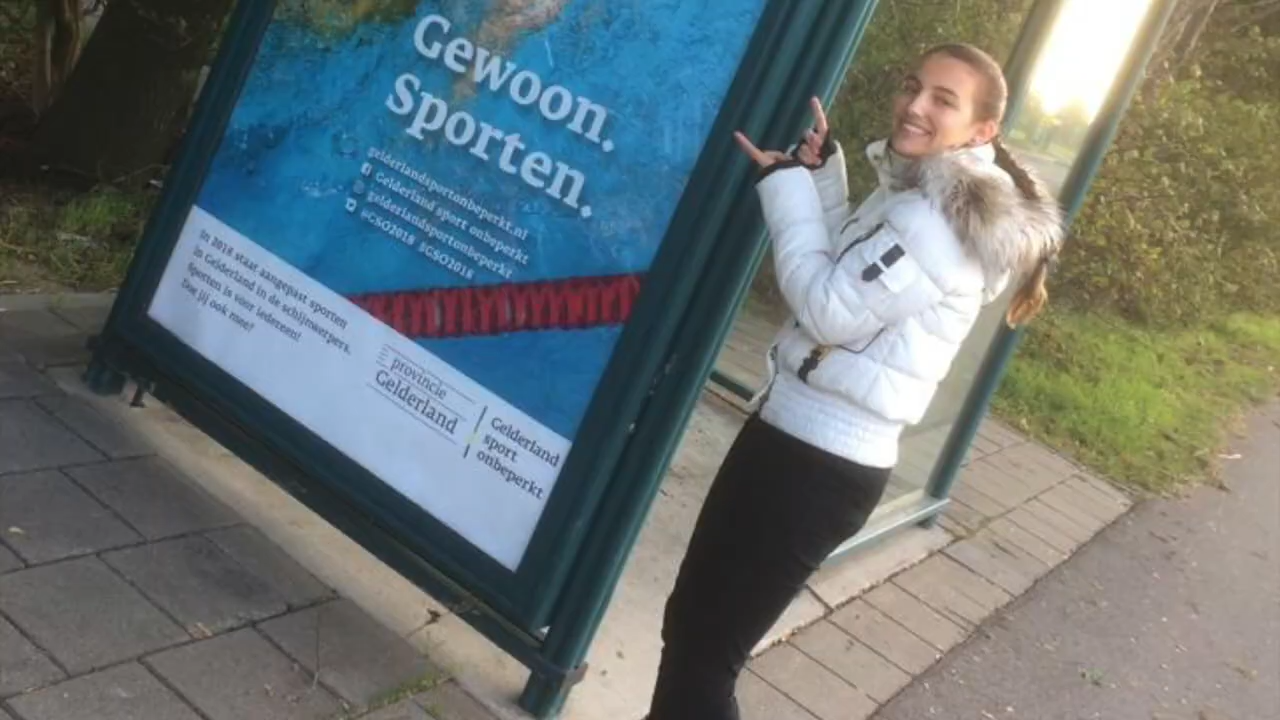 Gewoon.
Sporten.
gelderlandsportonbeperkt.nl
Gelderland sport onbeperkt
gelderlandsportonbeperkt
@GSO2018 #GSO2018
In 2018 staat aangepast sporten
in Gelderland in de schijnwerpers.
Sporten is voor iedereen!
Doe jij ook mee?
provincie
Gelderland
Gelderland
sport
onbeperkt